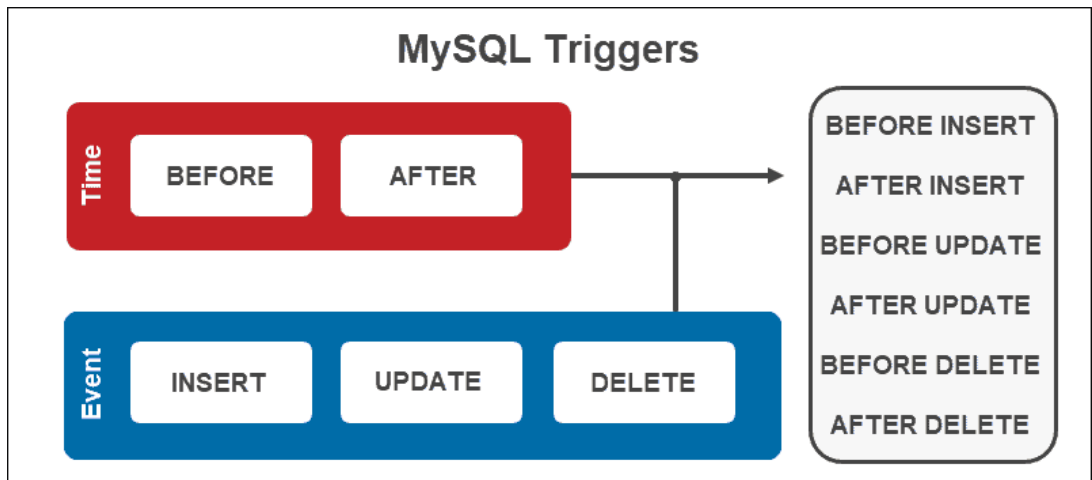 MySQL Triggers
Time
BEFORE
AFTER
Event
INSERT
UPDATE
DELETE
BEFORE INSERT
AFTER INSERT
BEFORE UPDATE
AFTER UPDATE
BEFORE DELETE
AFTER DELETE